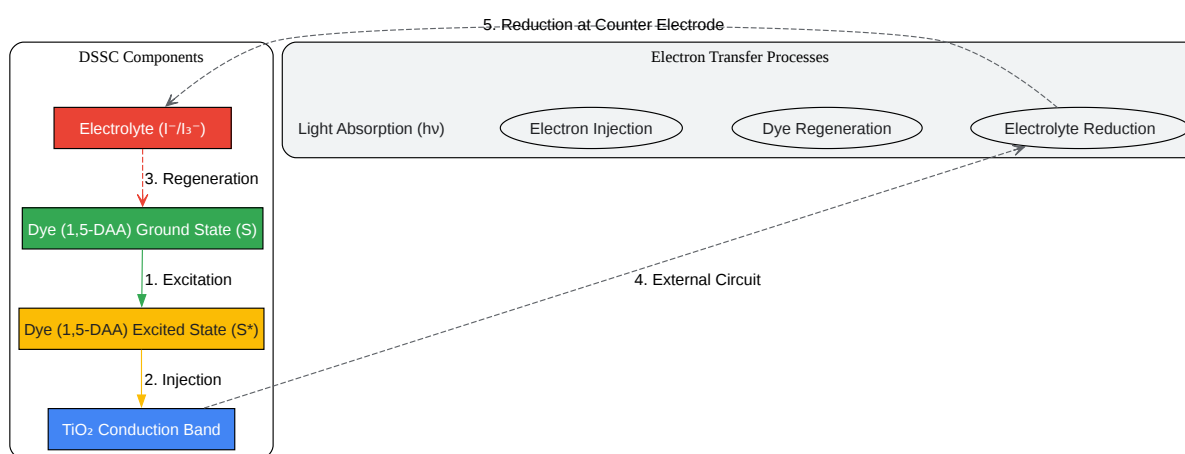 5. Reduction at Counter Electrode
DSSC Components
Electron Transfer Processes
Electrolyte (I⁻/I₃⁻)
Light Absorption (hν)
Electron Injection
Dye Regeneration
Electrolyte Reduction
3. Regeneration
Dye (1,5-DAA) Ground State (S)
1. Excitation
4. External Circuit
Dye (1,5-DAA) Excited State (S*)
2. Injection
TiO₂ Conduction Band